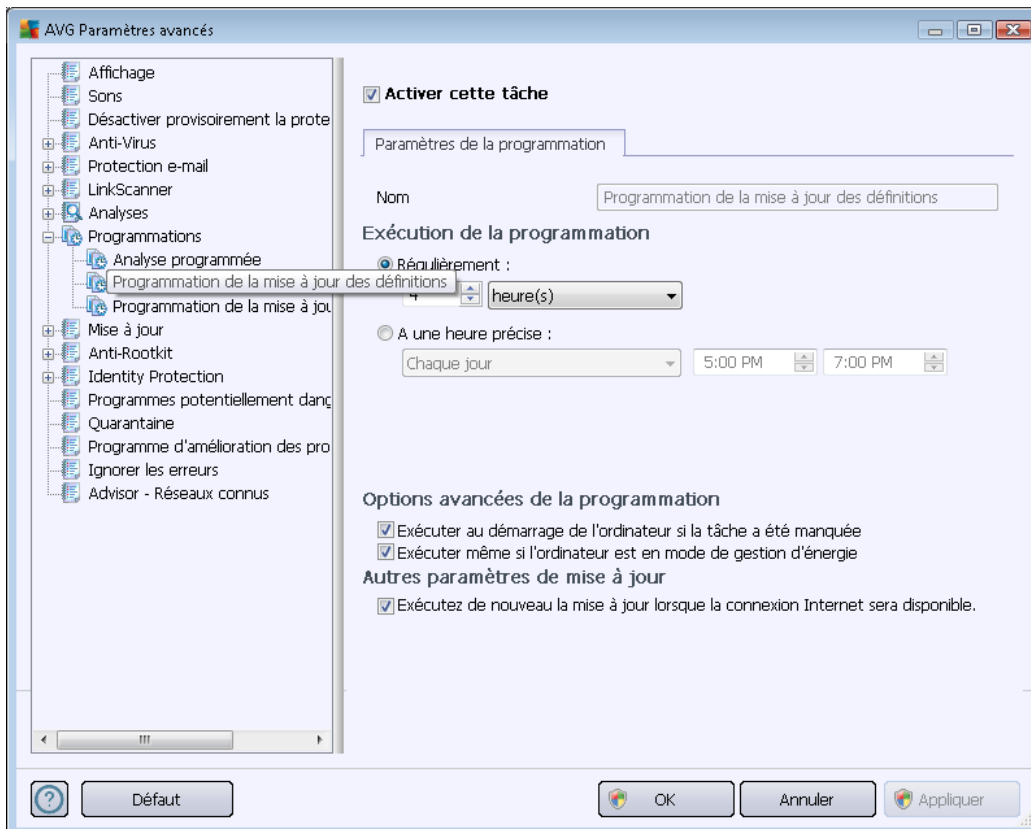 AVG Paramètres avancés
Affichage
Sons
Désactiver provisoirement la prote
Anti-Virus
Protection e-mail
LinkScanner
Analyses
Programmations
Analyse programmée
Programmation de la mise à jour des définitions
Programmation de la mise à jou
Mise à jour
Anti-Rootkit
Identity Protection
Programmes potentiellement dang
Quarantaine
Programme d'amélioration des pro
Ignorer les erreurs
Advisor - Réseaux connus
Activer cette tâche
Paramètres de la programmation
Nom Programmation de la mise à jour des définitions
Exécution de la programmation
Régulièrement :
4 heure(s)
A une heure précise :
Chaque jour 5:00 PM 7:00 PM
Options avancées de la programmation
Exécuter au démarrage de l'ordinateur si la tâche a été manquée
Exécuter même si l'ordinateur est en mode de gestion d'énergie
Autres paramètres de mise à jour
Exécutez de nouveau la mise à jour lorsque la connexion Internet sera disponible.
? Défaut OK Annuler Appliquer